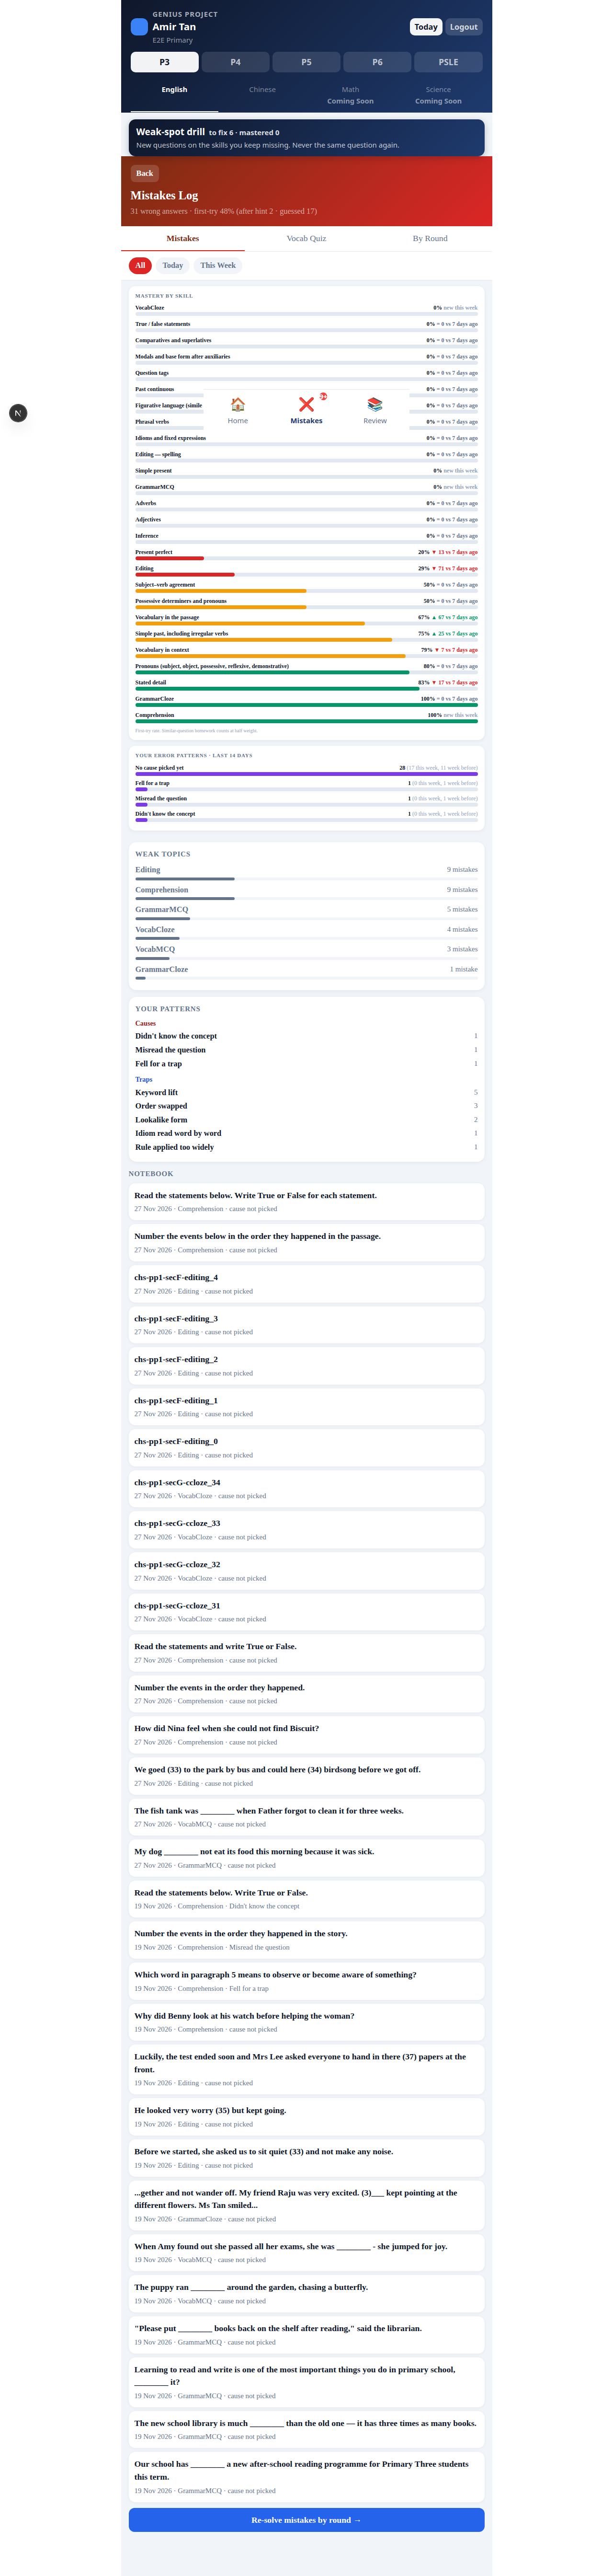 GENIUS PROJECT
Amir Tan
E2E Primary
Today
Logout
P3
P4
P5
P6
PSLE
English
Chinese
Math
Coming Soon
Science
Coming Soon
Weak-spot drill to fix 6 · mastered 0
New questions on the skills you keep missing. Never the same question again.
Back
Mistakes Log
31 wrong answers · first-try 48% (after hint 2 · guessed 17)
Mistakes
Vocab Quiz
By Round
All
Today
This Week
MASTERY BY SKILL
VocabCloze 0% new this week
True / false statements 0% = 0 vs 7 days ago
Comparatives and superlatives 0% = 0 vs 7 days ago
Modals and base form after auxiliaries 0% = 0 vs 7 days ago
Question tags 0% = 0 vs 7 days ago
Past continuous 0% = 0 vs 7 days ago
Figurative language (simile 0% = 0 vs 7 days ago
Phrasal verbs 0% = 0 vs 7 days ago
Home
Mistakes
Review
Idioms and fixed expressions 0% = 0 vs 7 days ago
Editing — spelling 0% = 0 vs 7 days ago
Simple present 0% new this week
GrammarMCQ 0% new this week
Adverbs 0% = 0 vs 7 days ago
Adjectives 0% = 0 vs 7 days ago
Inference 0% = 0 vs 7 days ago
Present perfect 20% ▼ 13 vs 7 days ago
Editing 29% ▼ 71 vs 7 days ago
Subject–verb agreement 50% = 0 vs 7 days ago
Possessive determiners and pronouns 50% = 0 vs 7 days ago
Vocabulary in the passage 67% ▲ 67 vs 7 days ago
Simple past, including irregular verbs 75% ▲ 25 vs 7 days ago
Vocabulary in context 79% ▼ 7 vs 7 days ago
Pronouns (subject, object, possessive, reflexive, demonstrative) 80% = 0 vs 7 days ago
Stated detail 83% ▼ 17 vs 7 days ago
GrammarCloze 100% = 0 vs 7 days ago
Comprehension 100% new this week
First-try rate. Similar-question homework counts at half weight.
YOUR ERROR PATTERNS · LAST 14 DAYS
No cause picked yet 28 (17 this week, 11 week before)
Fell for a trap 1 (0 this week, 1 week before)
Misread the question 1 (0 this week, 1 week before)
Didn't know the concept 1 (0 this week, 1 week before)
WEAK TOPICS
Editing 9 mistakes
Comprehension 9 mistakes
GrammarMCQ 5 mistakes
VocabCloze 4 mistakes
VocabMCQ 3 mistakes
GrammarCloze 1 mistake
YOUR PATTERNS
Causes
Didn't know the concept 1
Misread the question 1
Fell for a trap 1
Traps
Keyword lift 5
Order swapped 3
Lookalike form 2
Idiom read word by word 1
Rule applied too widely 1
NOTEBOOK
Read the statements below. Write True or False for each statement.
27 Nov 2026 · Comprehension · cause not picked
Number the events below in the order they happened in the passage.
27 Nov 2026 · Comprehension · cause not picked
chs-pp1-secF-editing_4
27 Nov 2026 · Editing · cause not picked
chs-pp1-secF-editing_3
27 Nov 2026 · Editing · cause not picked
chs-pp1-secF-editing_2
27 Nov 2026 · Editing · cause not picked
chs-pp1-secF-editing_1
27 Nov 2026 · Editing · cause not picked
chs-pp1-secF-editing_0
27 Nov 2026 · Editing · cause not picked
chs-pp1-secG-ccloze_34
27 Nov 2026 · VocabCloze · cause not picked
chs-pp1-secG-ccloze_33
27 Nov 2026 · VocabCloze · cause not picked
chs-pp1-secG-ccloze_32
27 Nov 2026 · VocabCloze · cause not picked
chs-pp1-secG-ccloze_31
27 Nov 2026 · VocabCloze · cause not picked
Read the statements and write True or False.
27 Nov 2026 · Comprehension · cause not picked
Number the events in the order they happened.
27 Nov 2026 · Comprehension · cause not picked
How did Nina feel when she could not find Biscuit?
27 Nov 2026 · Comprehension · cause not picked
We goed (33) to the park by bus and could here (34) birdsong before we got off.
27 Nov 2026 · Editing · cause not picked
The fish tank was ________ when Father forgot to clean it for three weeks.
27 Nov 2026 · VocabMCQ · cause not picked
My dog ________ not eat its food this morning because it was sick.
27 Nov 2026 · GrammarMCQ · cause not picked
Read the statements below. Write True or False.
19 Nov 2026 · Comprehension · Didn't know the concept
Number the events in the order they happened in the story.
19 Nov 2026 · Comprehension · Misread the question
Which word in paragraph 5 means to observe or become aware of something?
19 Nov 2026 · Comprehension · Fell for a trap
Why did Benny look at his watch before helping the woman?
19 Nov 2026 · Comprehension · cause not picked
Luckily, the test ended soon and Mrs Lee asked everyone to hand in there (37) papers at the
front.
19 Nov 2026 · Editing · cause not picked
He looked very worry (35) but kept going.
19 Nov 2026 · Editing · cause not picked
Before we started, she asked us to sit quiet (33) and not make any noise.
19 Nov 2026 · Editing · cause not picked
...gether and not wander off. My friend Raju was very excited. (3)___ kept pointing at the
different flowers. Ms Tan smiled...
19 Nov 2026 · GrammarCloze · cause not picked
When Amy found out she passed all her exams, she was ________ - she jumped for joy.
19 Nov 2026 · VocabMCQ · cause not picked
The puppy ran ________ around the garden, chasing a butterfly.
19 Nov 2026 · VocabMCQ · cause not picked
"Please put ________ books back on the shelf after reading," said the librarian.
19 Nov 2026 · GrammarMCQ · cause not picked
Learning to read and write is one of the most important things you do in primary school,
________ it?
19 Nov 2026 · GrammarMCQ · cause not picked
The new school library is much ________ than the old one — it has three times as many books.
19 Nov 2026 · GrammarMCQ · cause not picked
Our school has ________ a new after-school reading programme for Primary Three students
this term.
19 Nov 2026 · GrammarMCQ · cause not picked
Re-solve mistakes by round →